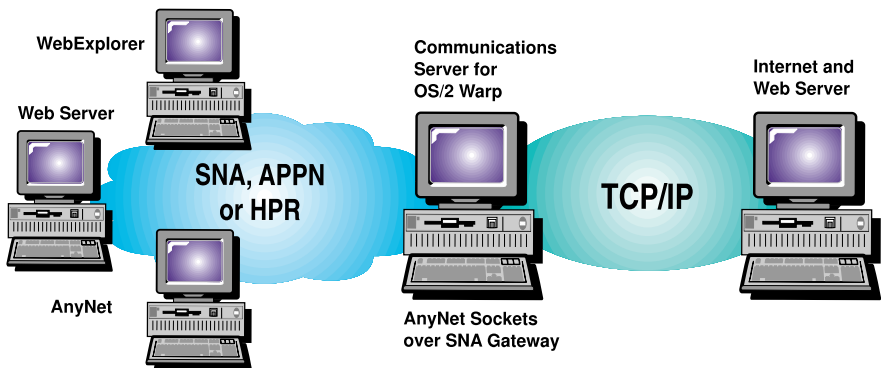 WebExplorer
Web Server
AnyNet
SNA, APPN
or HPR
Communications
Server for
OS/2 Warp
AnyNet Sockets
over SNA Gateway
TCP/IP
Internet and
Web Server